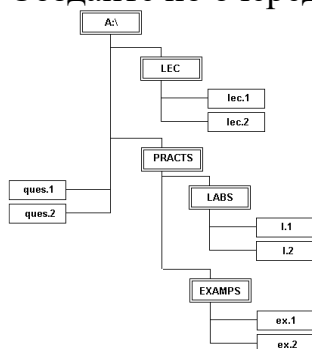 A:\
LEC
lec.1
lec.2
PRACTS
ques.1
ques.2
LABS
l.1
l.2
EXAMPS
ex.1
ex.2